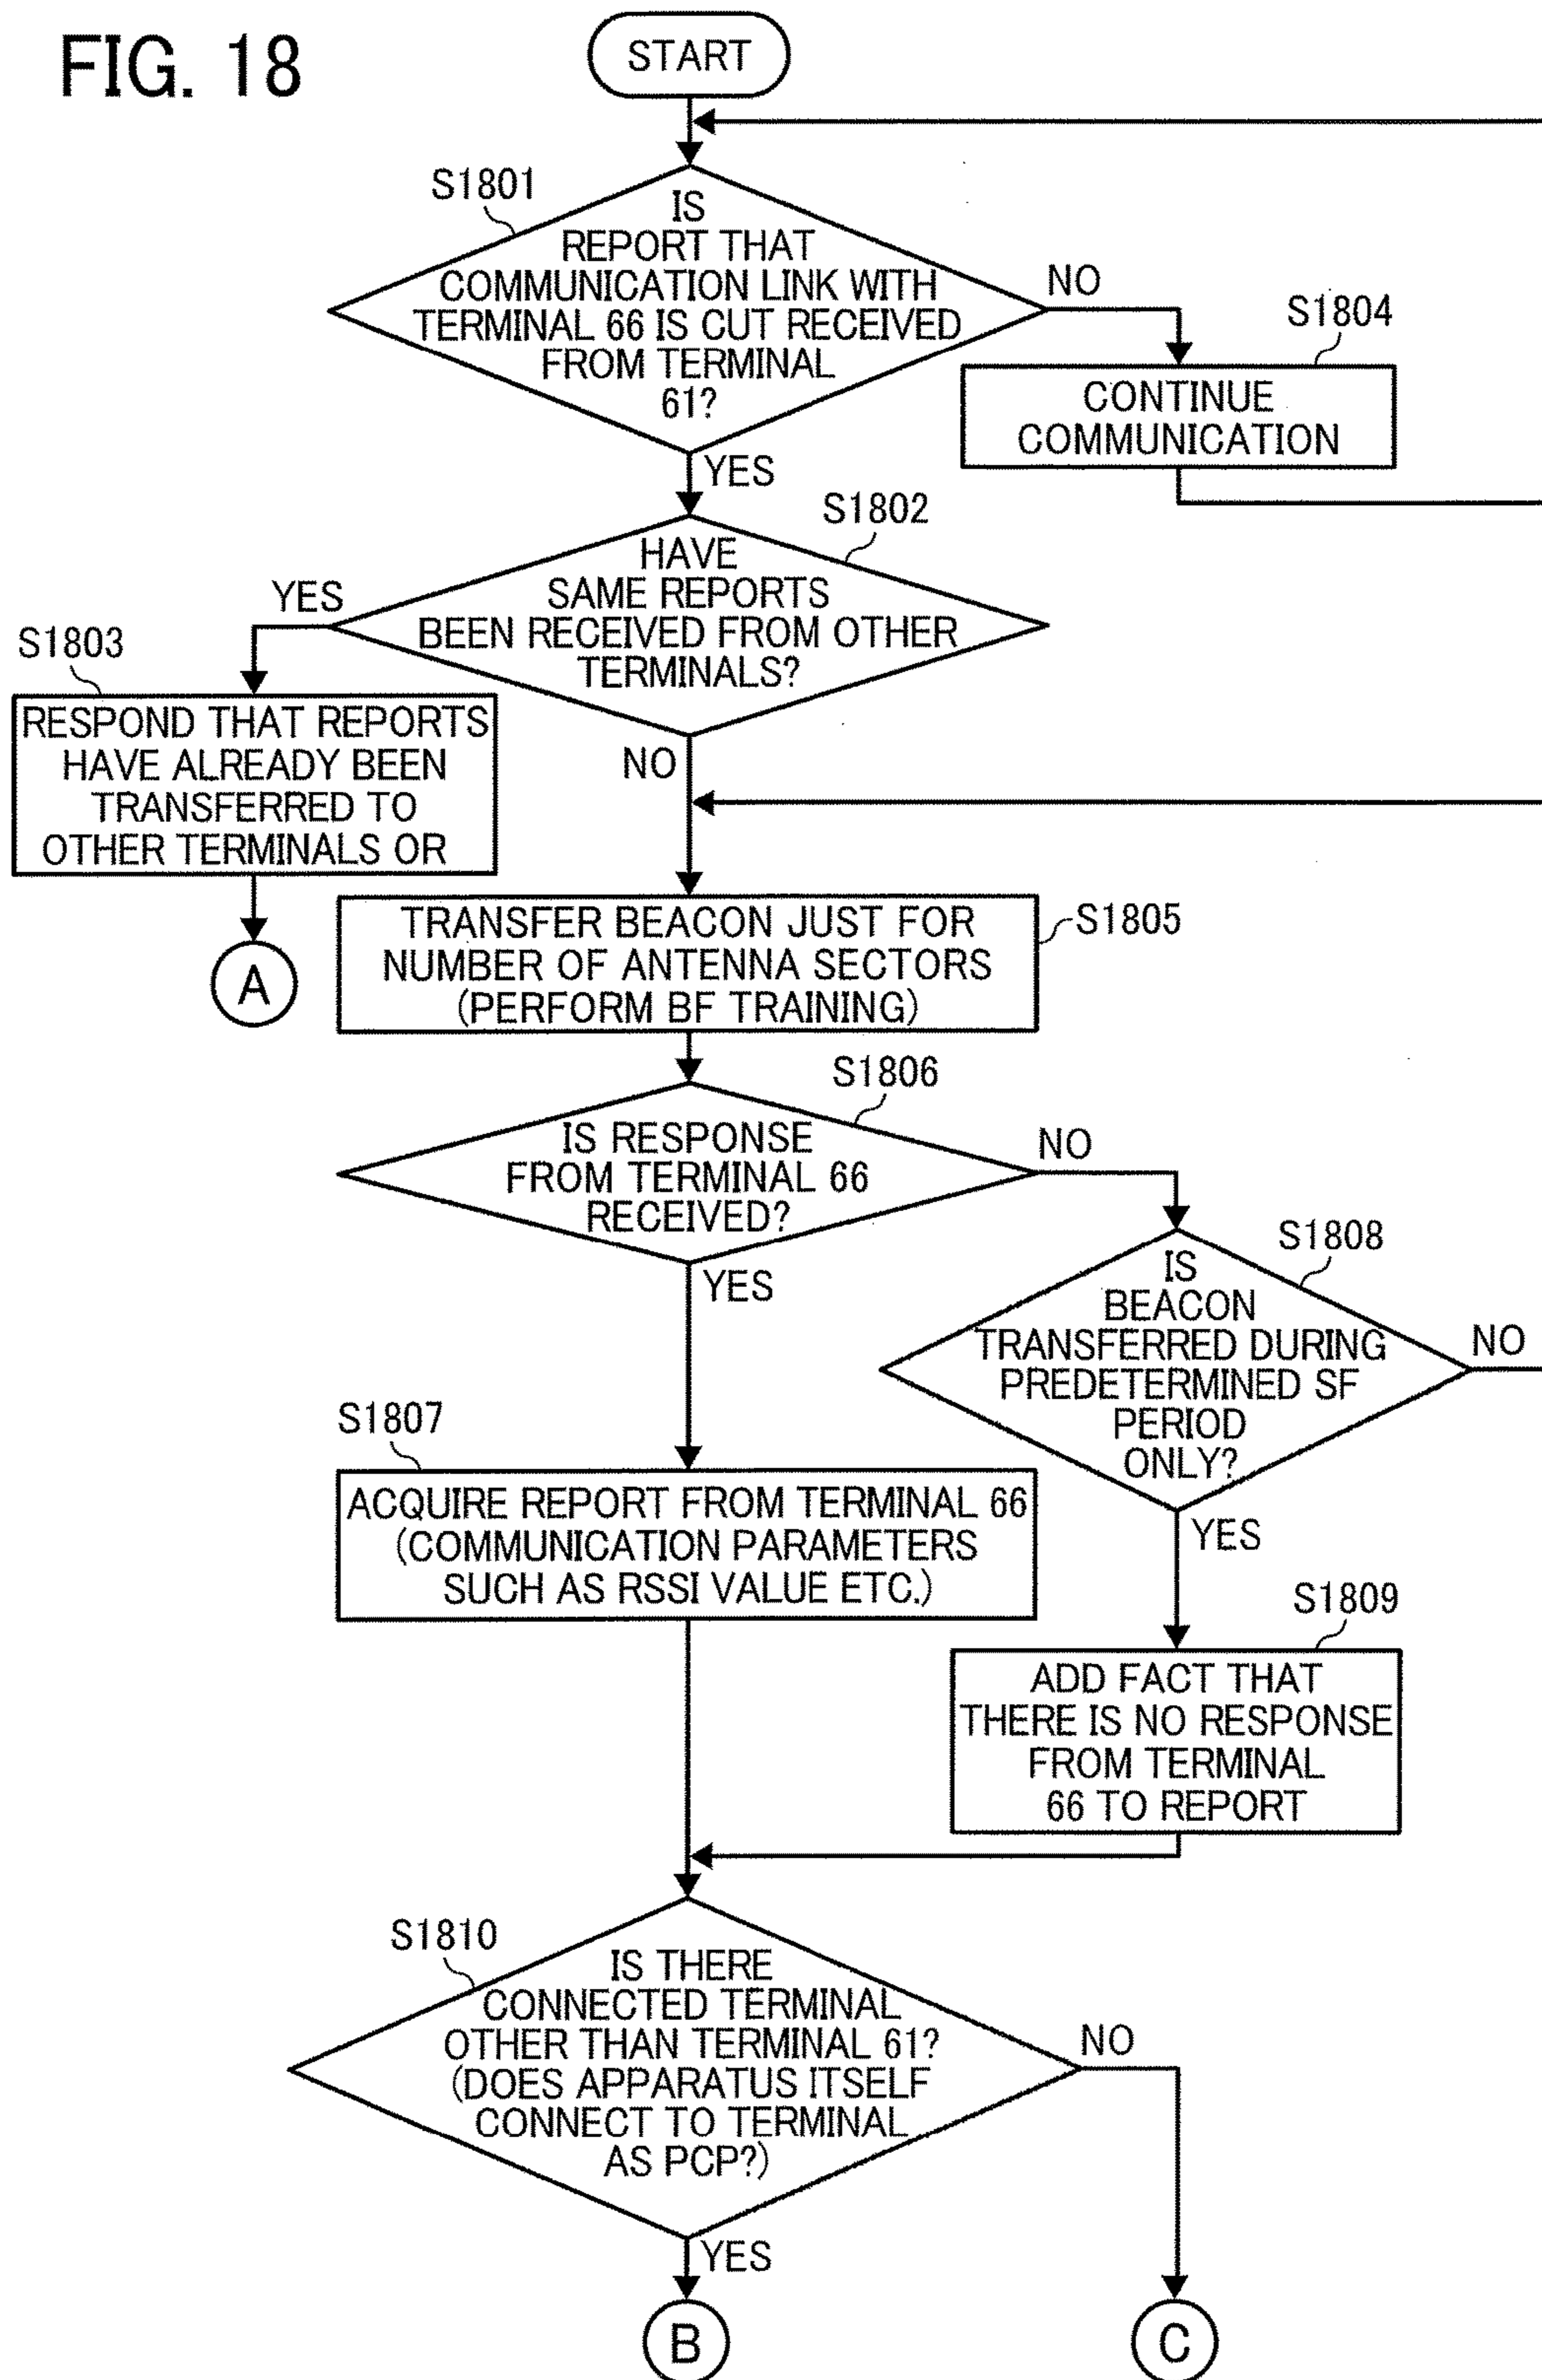 FIG. 18
START
S1801
IS
REPORT THAT
COMMUNICATION LINK WITH
TERMINAL 66 IS CUT RECEIVED
FROM TERMINAL
61?
NO
S1804
CONTINUE
COMMUNICATION
YES
S1802
HAVE
SAME REPORTS
BEEN RECEIVED FROM OTHER
TERMINALS?
YES
S1803
RESPOND THAT REPORTS
HAVE ALREADY BEEN
TRANSFERRED TO
OTHER TERMINALS OR
A
NO
TRANSFER BEACON JUST FOR
NUMBER OF ANTENNA SECTORS
(PERFORM BF TRAINING)
S1805
S1806
IS RESPONSE
FROM TERMINAL 66
RECEIVED?
NO
YES
S1808
IS
BEACON
TRANSFERRED DURING
PREDETERMINED SF
PERIOD
ONLY?
NO
YES
S1807
ACQUIRE REPORT FROM TERMINAL 66
(COMMUNICATION PARAMETERS
SUCH AS RSSI VALUE ETC.)
S1809
ADD FACT THAT
THERE IS NO RESPONSE
FROM TERMINAL
66 TO REPORT
S1810
IS THERE
CONNECTED TERMINAL
OTHER THAN TERMINAL 61?
(DOES APPARATUS ITSELF
CONNECT TO TERMINAL
AS PCP?)
NO
YES
B
C